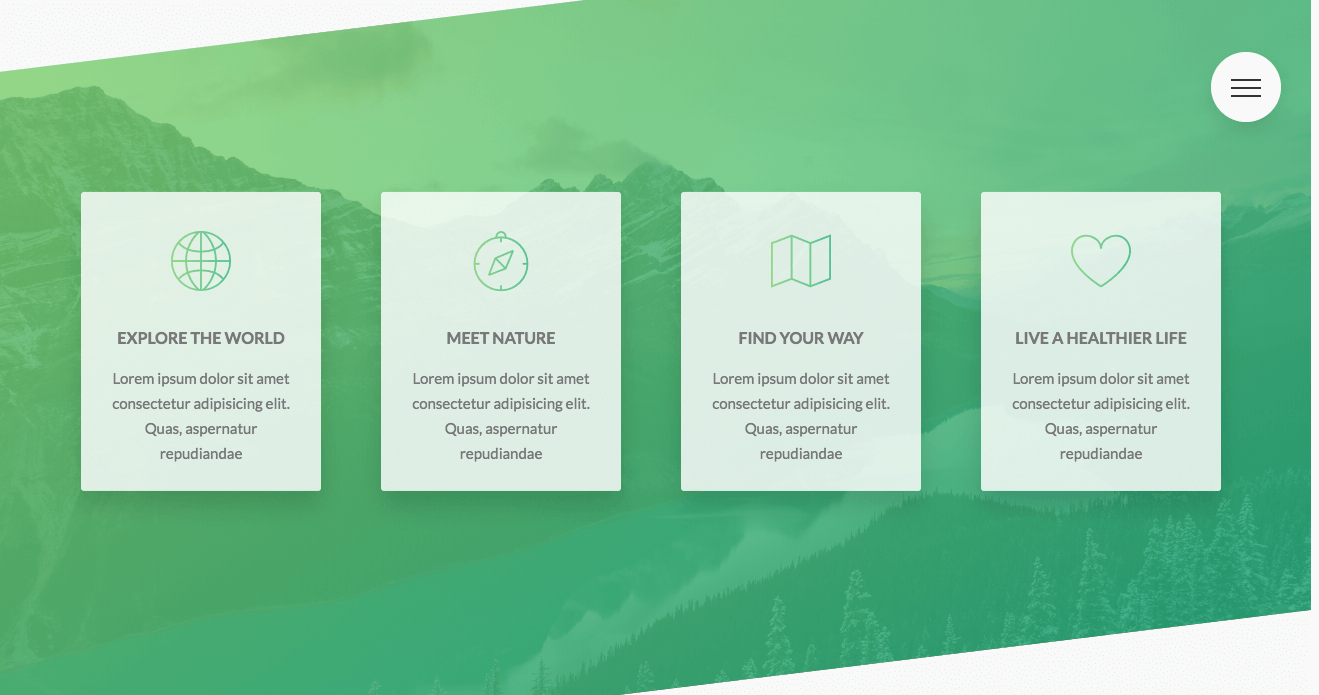 EXPLORE THE WORLD
Lorem ipsum dolor sit amet
consectetur adipisicing elit.
Quas, aspernatur
repudiandae
MEET NATURE
Lorem ipsum dolor sit amet
consectetur adipisicing elit.
Quas, aspernatur
repudiandae
FIND YOUR WAY
Lorem ipsum dolor sit amet
consectetur adipisicing elit.
Quas, aspernatur
repudiandae
LIVE A HEALTHIER LIFE
Lorem ipsum dolor sit amet
consectetur adipisicing elit.
Quas, aspernatur
repudiandae